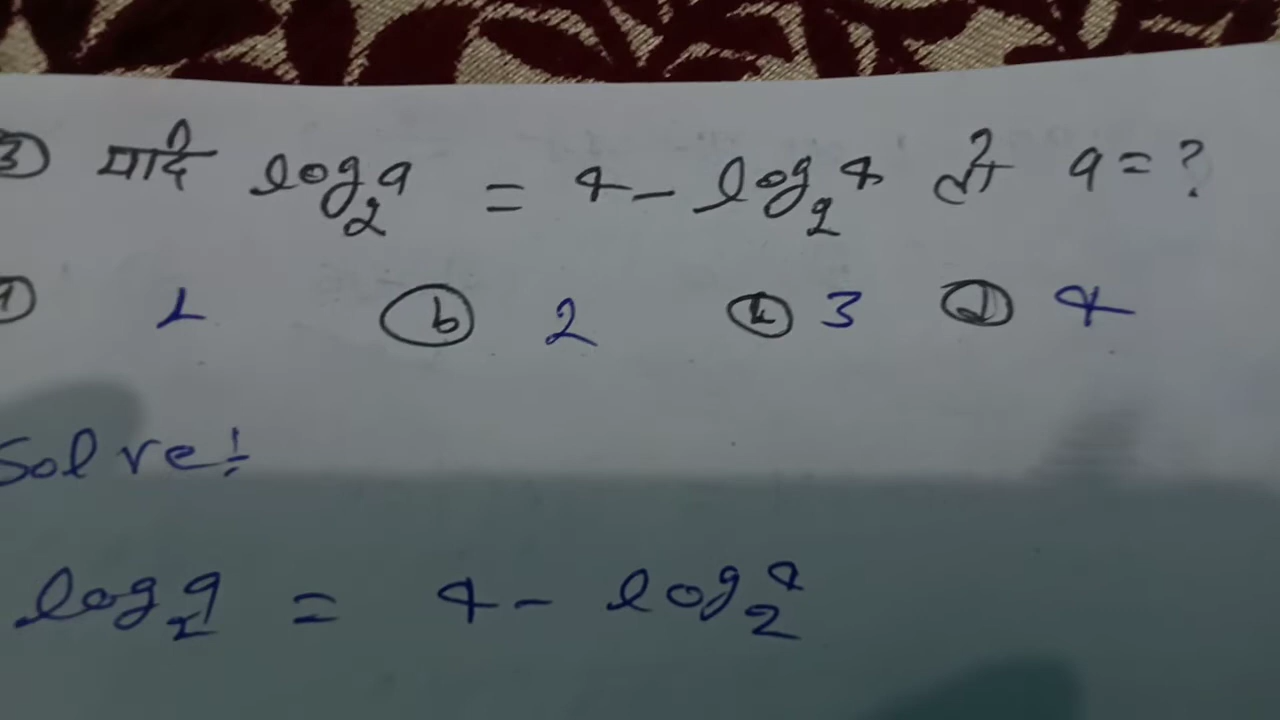 ③ यदि log₂a = 4 - log₂4 तो a = ?
1 ⓑ 2 ⓒ 3 ⓓ 4
Solve:
log₂a = 4 - log₂4